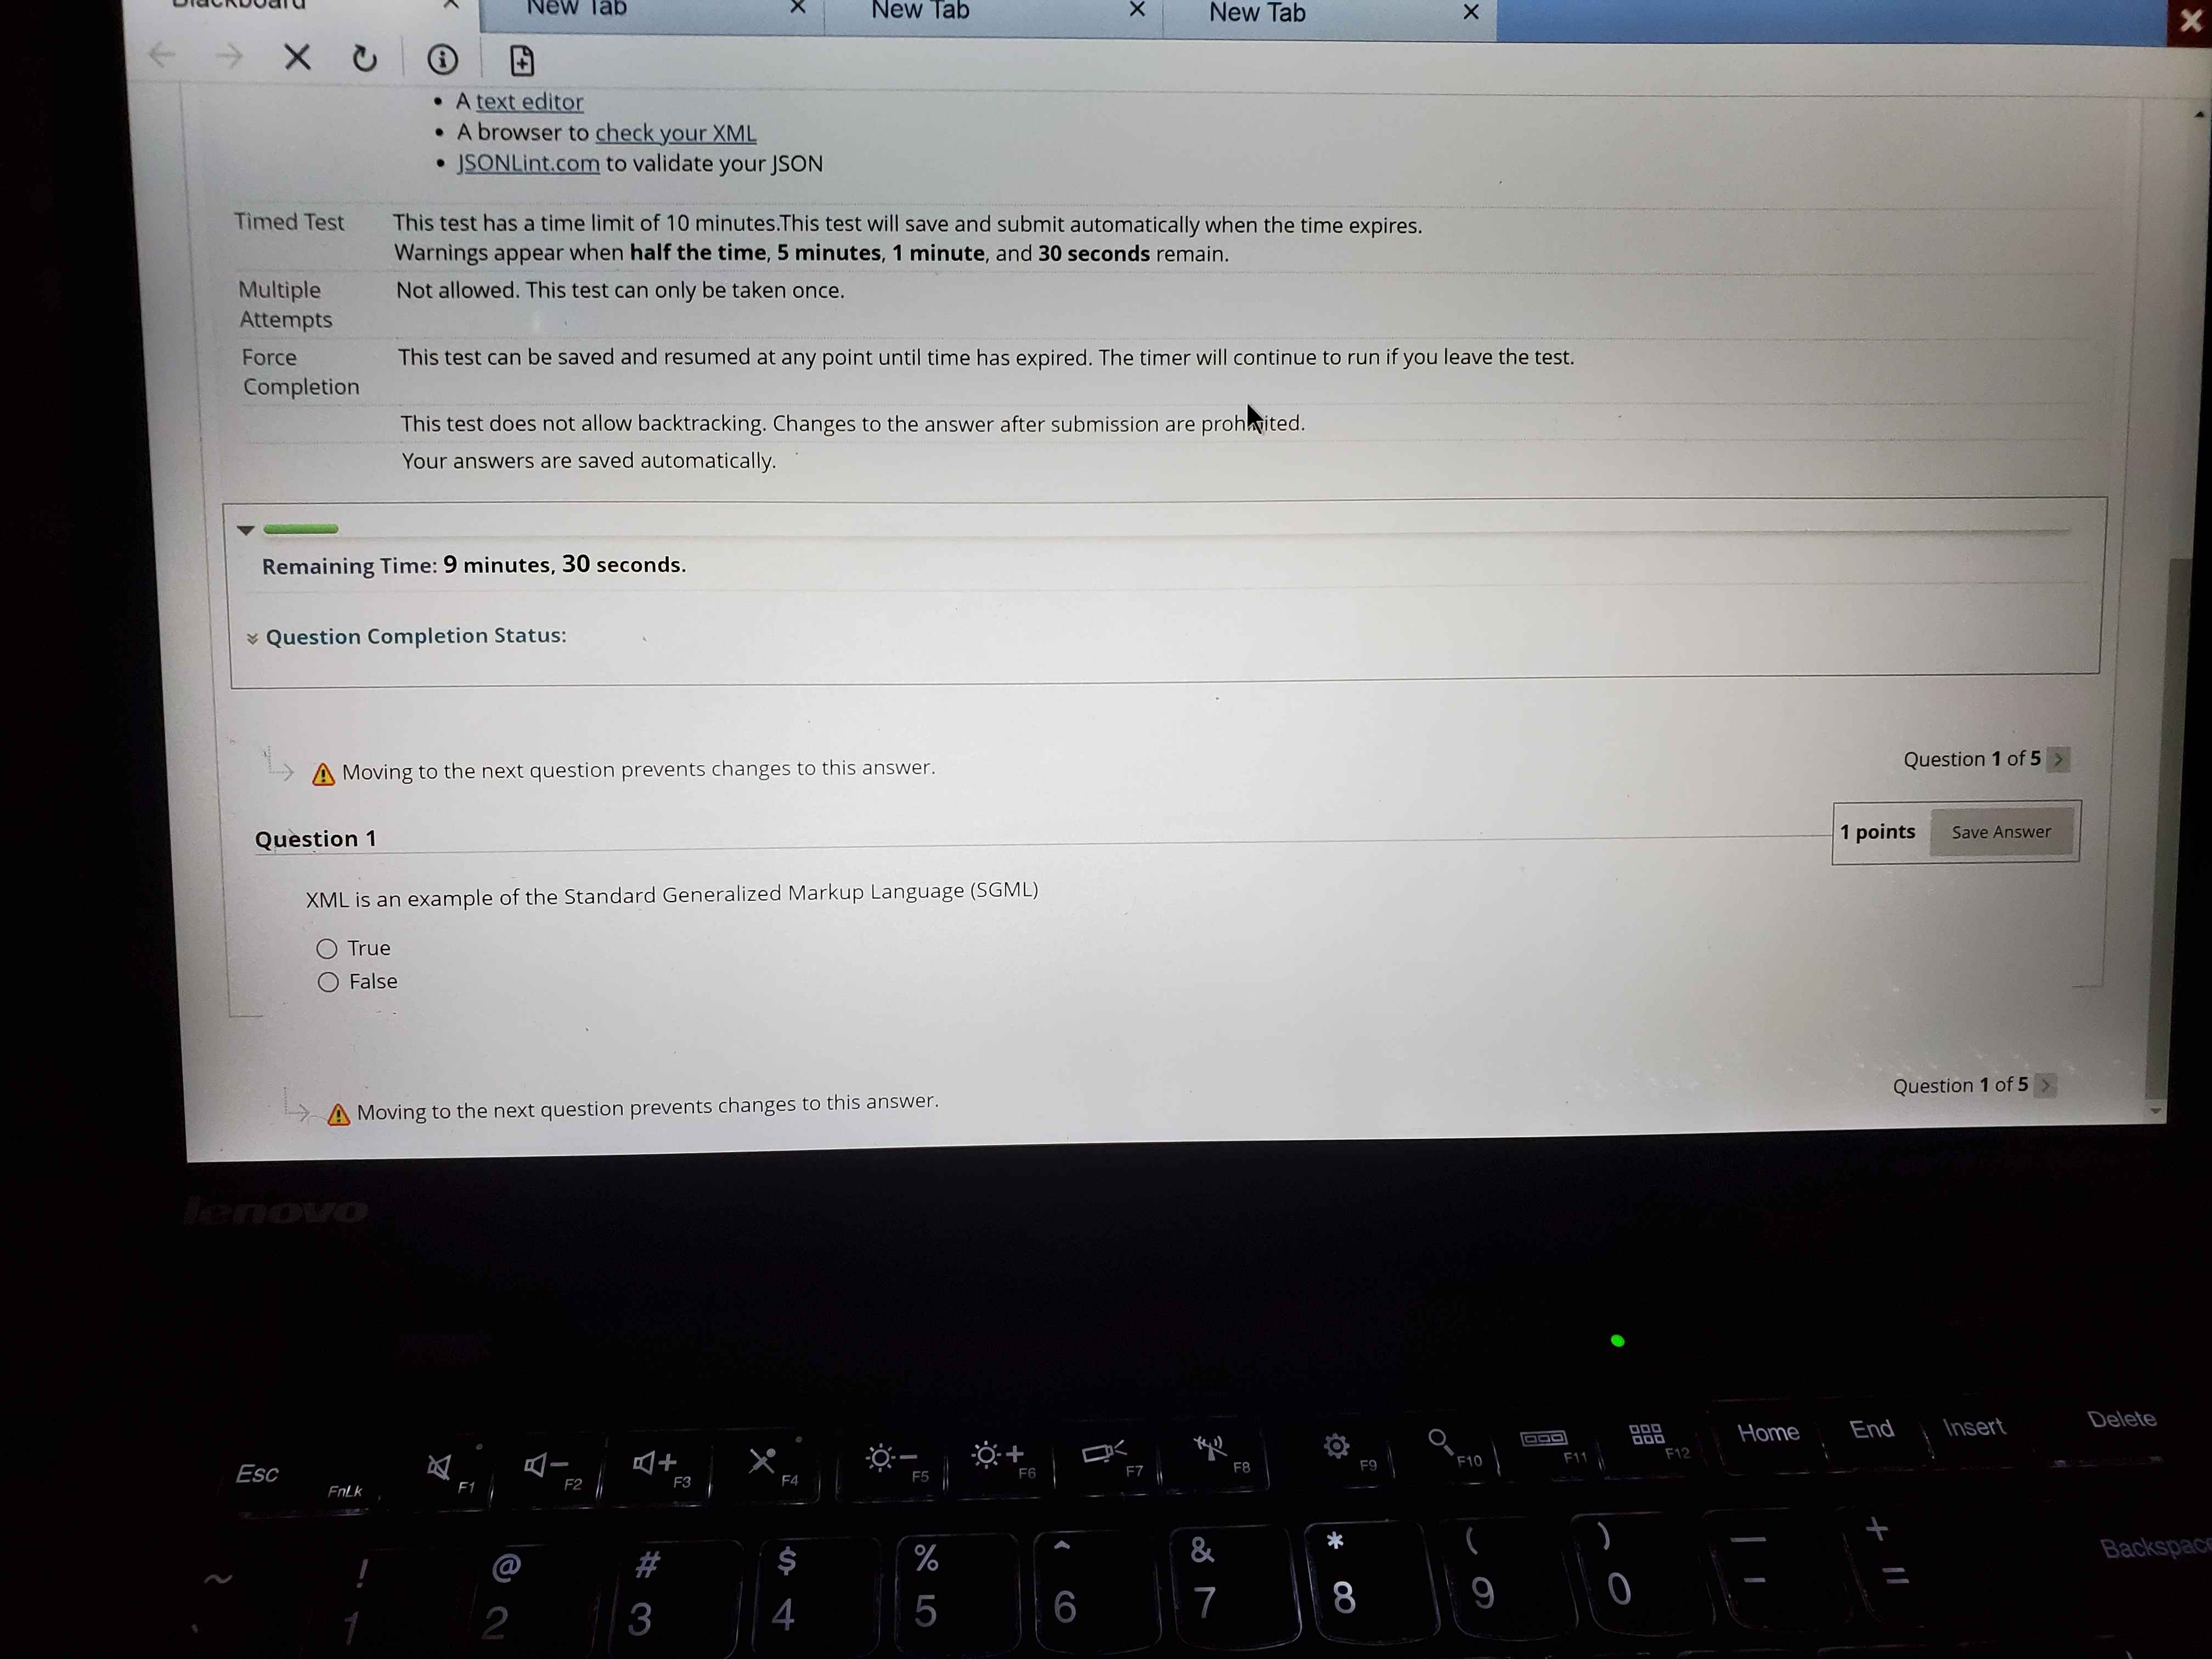 Blackboard
New Tab
New Tab
New Tab
• A text editor
• A browser to check your XML
• JSONLint.com to validate your JSON
Timed Test
This test has a time limit of 10 minutes.This test will save and submit automatically when the time expires.
Warnings appear when half the time, 5 minutes, 1 minute, and 30 seconds remain.
Multiple
Attempts
Not allowed. This test can only be taken once.
Force
Completion
This test can be saved and resumed at any point until time has expired. The timer will continue to run if you leave the test.
This test does not allow backtracking. Changes to the answer after submission are prohibited.
Your answers are saved automatically.
Remaining Time: 9 minutes, 30 seconds.
Question Completion Status:
Moving to the next question prevents changes to this answer.
Question 1 of 5 >
Question 1
1 points
Save Answer
XML is an example of the Standard Generalized Markup Language (SGML)
True
False
Moving to the next question prevents changes to this answer.
Question 1 of 5 >
lenovo
Esc FnLk F1 F2 F3 F4 F5 F6 F7 F8 F9 F10 F11 F12 Home End Insert Delete
~ ! @ # $ % ^ & * ( ) — +
` 1 2 3 4 5 6 7 8 9 0 - = Backspace